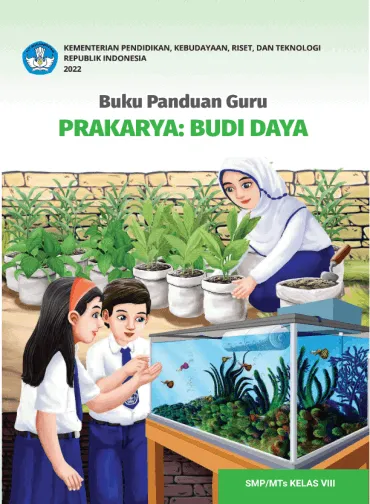 KEMENTERIAN PENDIDIKAN, KEBUDAYAAN, RISET, DAN TEKNOLOGI
REPUBLIK INDONESIA
2022
Buku Panduan Guru
PRAKARYA: BUDI DAYA
SMP/MTs KELAS VIII